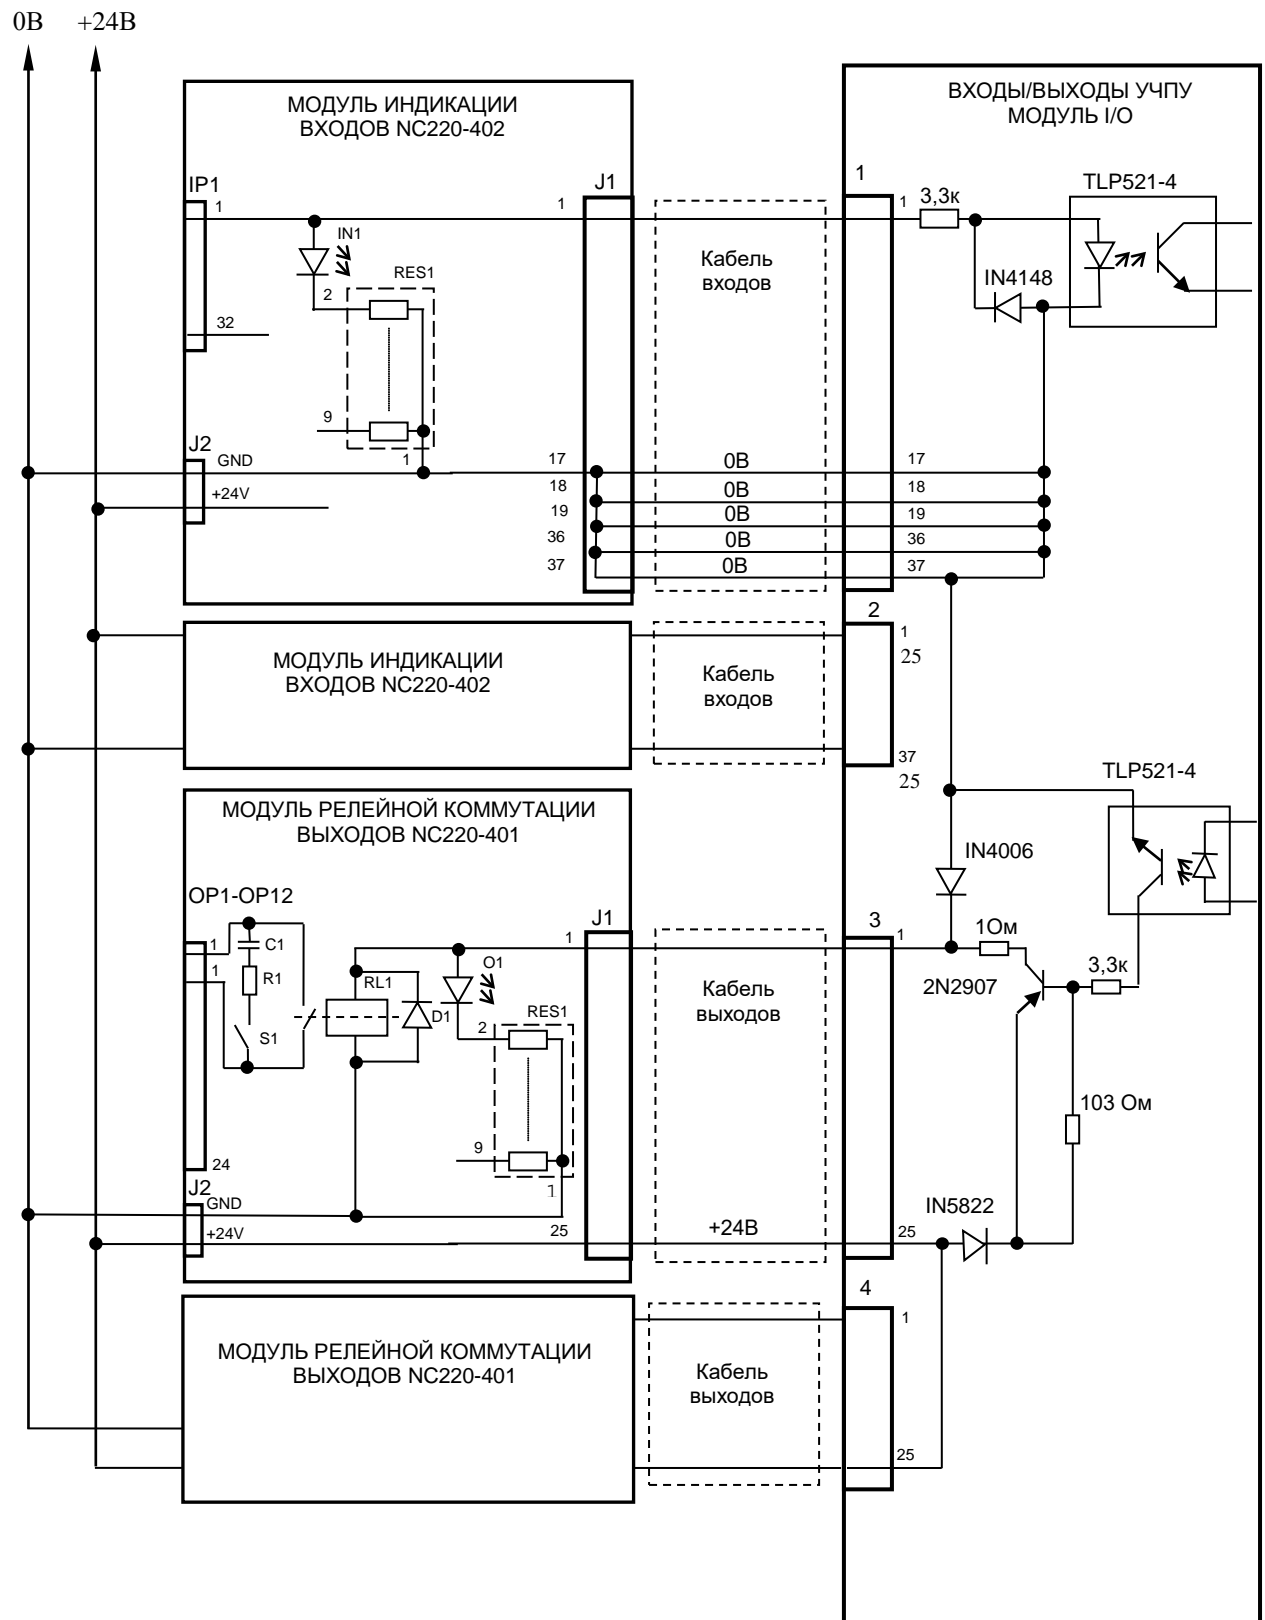 0В +24В
МОДУЛЬ ИНДИКАЦИИ
ВХОДОВ NC220-402
IP1
1
IN1
RES1
2
32
9
1
J2
GND
+24V
J1
1
17
18
19
36
37
Кабель
входов
0В
0В
0В
0В
0В
ВХОДЫ/ВЫХОДЫ УЧПУ
МОДУЛЬ I/O
1
1
3,3к
TLP521-4
IN4148
17
18
19
36
37
МОДУЛЬ ИНДИКАЦИИ
ВХОДОВ NC220-402
Кабель
входов
2
1
25
37
25
TLP521-4
МОДУЛЬ РЕЛЕЙНОЙ КОММУТАЦИИ
ВЫХОДОВ NC220-401
OP1-OP12
1
1
C1
R1
S1
RL1
D1
O1
2
RES1
9
1
24
J2
GND
+24V
J1
1
25
Кабель
выходов
+24В
IN4006
3
1
1Ом
3,3к
2N2907
103 Ом
IN5822
25
МОДУЛЬ РЕЛЕЙНОЙ КОММУТАЦИИ
ВЫХОДОВ NC220-401
Кабель
выходов
4
1
25